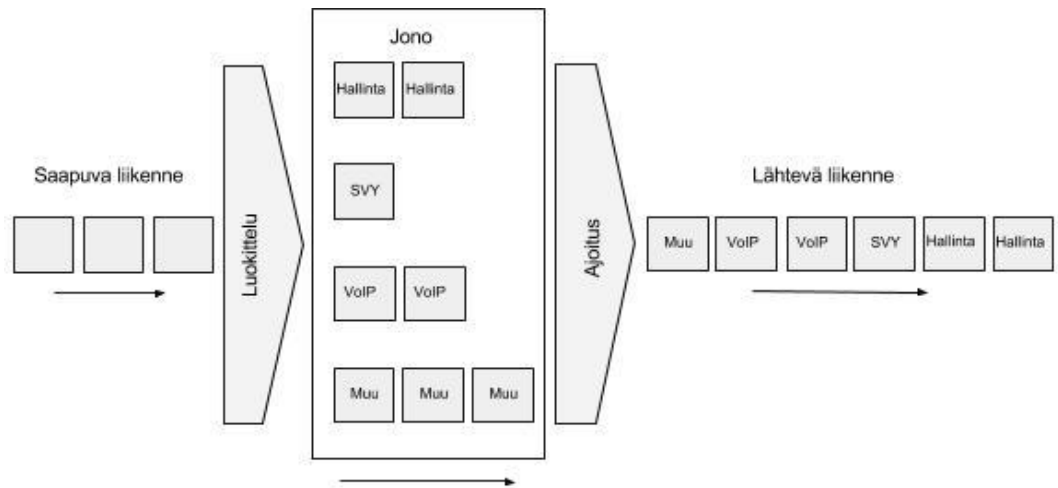 Jono
Hallinta Hallinta
Saapuva liikenne
Luokittelu
SVY
VoIP VoIP
Muu Muu Muu
Ajoitus
Lähtevä liikenne
Muu VoIP VoIP SVY Hallinta Hallinta